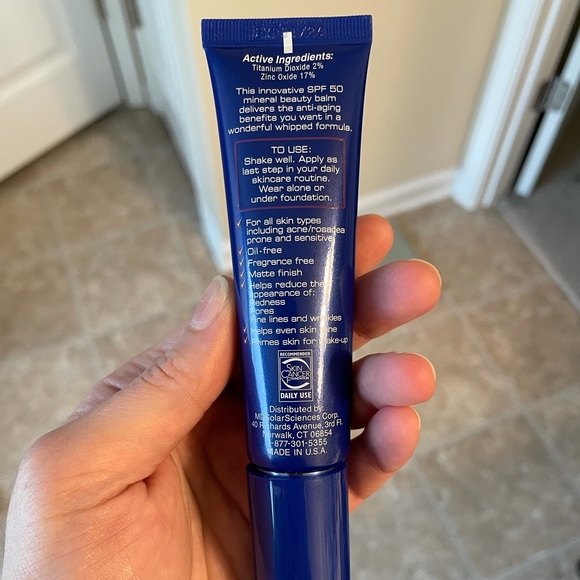 Active Ingredients:
Titanium Dioxide 2%
Zinc Oxide 17%
This innovative SPF 50
mineral beauty balm
delivers the anti-aging
benefits you want in a
wonderful whipped formula.
TO USE:
Shake well. Apply as
last step in your daily
skincare routine.
Wear alone or
under foundation.
✓ For all skin types
including acne/rosacea
prone and sensitive
✓ Oil-free
✓ Fragrance free
✓ Matte finish
✓ Helps reduce the
appearance of:
Redness
Pores
Fine lines and wrinkles
✓ Helps even skin tone
✓ Primes skin for make-up
RECOMMENDED
SKIN
CANCER
FOUNDATION
DAILY USE
Distributed by
MDSolarSciences Corp.
40 Richards Avenue, 3rd Fl.
Norwalk, CT 06854
1-877-301-5355
MADE IN U.S.A.